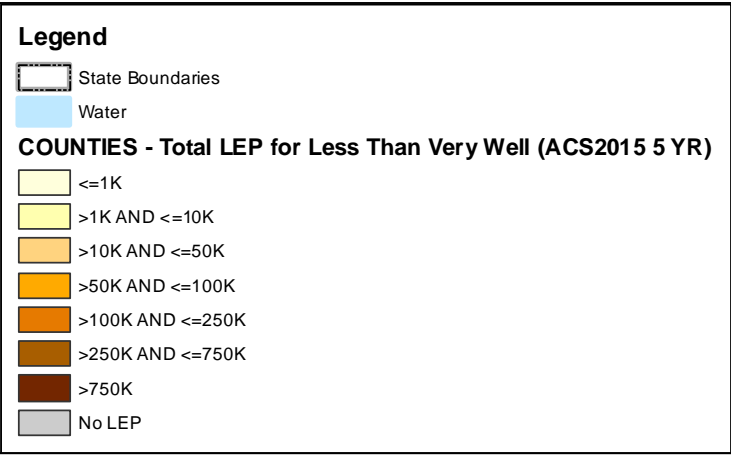 Legend
State Boundaries
Water
COUNTIES - Total LEP for Less Than Very Well (ACS2015 5 YR)
<=1K
>1K AND <=10K
>10K AND <=50K
>50K AND <=100K
>100K AND <=250K
>250K AND <=750K
>750K
No LEP